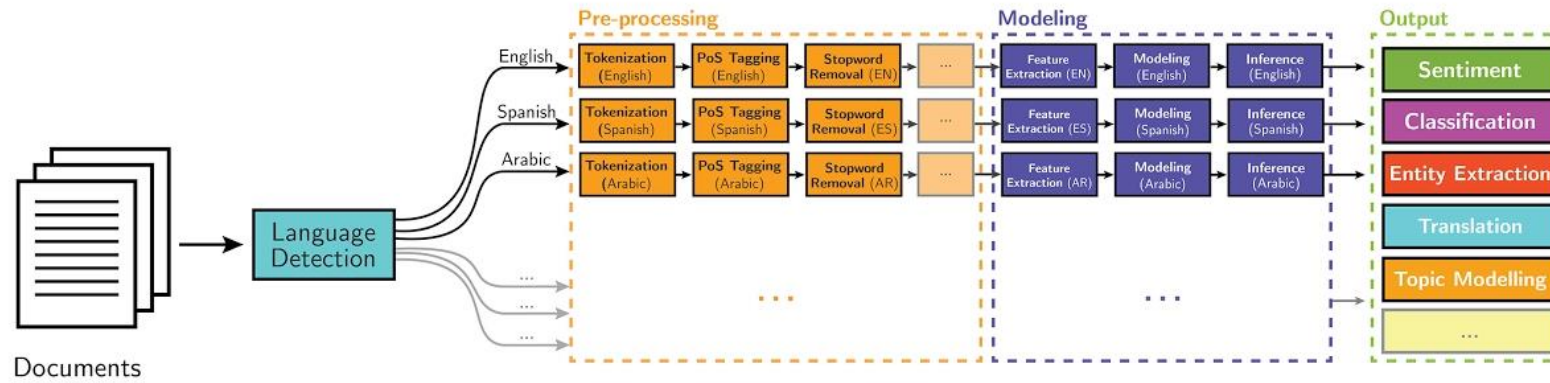 Pre-processing
Modeling
Output
English
Tokenization
(English)
PoS Tagging
(English)
Stopword
Removal (EN)
...
Feature
Extraction (EN)
Modeling
(English)
Inference
(English)
Sentiment
Spanish
Tokenization
(Spanish)
PoS Tagging
(Spanish)
Stopword
Removal (ES)
...
Feature
Extraction (ES)
Modeling
(Spanish)
Inference
(Spanish)
Classification
Arabic
Tokenization
(Arabic)
PoS Tagging
(Arabic)
Stopword
Removal (AR)
...
Feature
Extraction (AR)
Modeling
(Arabic)
Inference
(Arabic)
Entity Extraction
Language
Detection
Translation
...
...
...
...
...
Topic Modelling
...
Documents